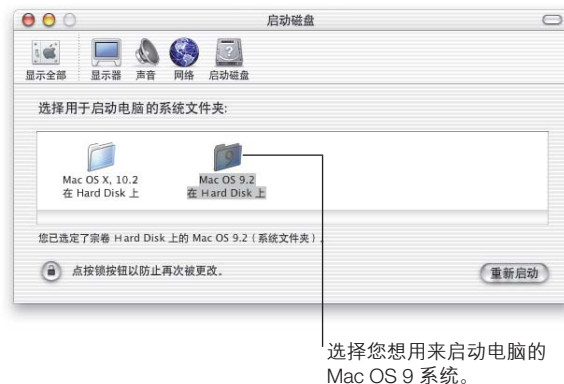 启动磁盘
显示全部 显示器 声音 网络 启动磁盘
选择用于启动电脑的系统文件夹:
Mac OS X, 10.2
在 Hard Disk 上
Mac OS 9.2
在 Hard Disk 上
您已选定了宗卷 Hard Disk 上的 Mac OS 9.2（系统文件夹）.
点按锁按钮以防止再次被更改.
重新启动
选择您想用来启动电脑的
Mac OS 9 系统。